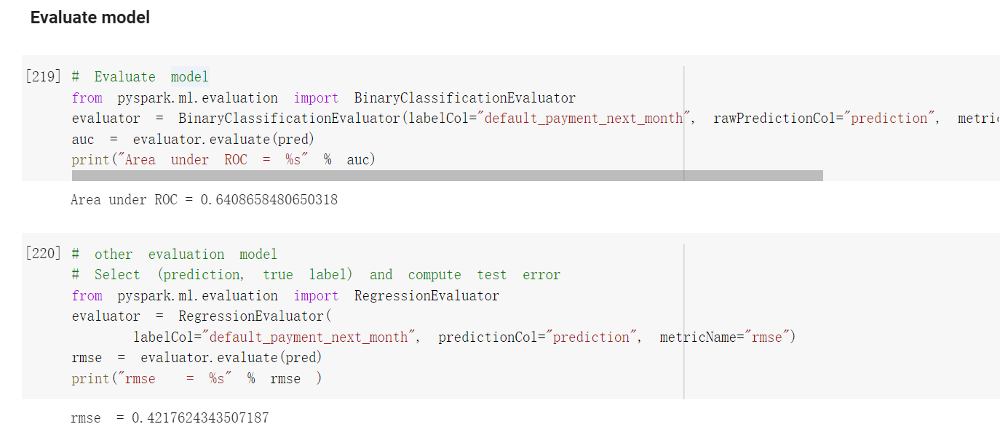 Evaluate model
[219] # Evaluate model
from pyspark.ml.evaluation import BinaryClassificationEvaluator
evaluator = BinaryClassificationEvaluator(labelCol="default_payment_next_month", rawPredictionCol="prediction", metric
auc = evaluator.evaluate(pred)
print("Area under ROC = %s" % auc)
Area under ROC = 0.6408658480650318
[220] # other evaluation model
# Select (prediction, true label) and compute test error
from pyspark.ml.evaluation import RegressionEvaluator
evaluator = RegressionEvaluator(
labelCol="default_payment_next_month", predictionCol="prediction", metricName="rmse")
rmse = evaluator.evaluate(pred)
print("rmse = %s" % rmse )
rmse = 0.4217624343507187